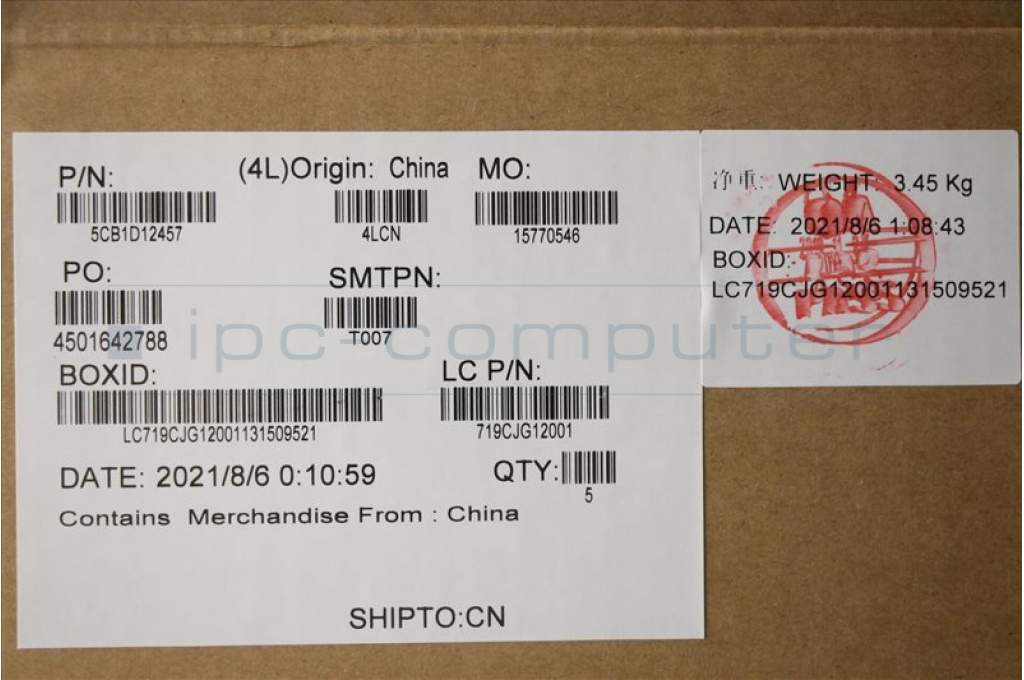 P/N: (4L)Origin: China MO:
5CB1D12457 4LCN 15770546
PO: SMTPN:
4501642788 T007
BOXID: LC P/N:
LC719CJG12001131509521 719CJG12001
DATE: 2021/8/6 0:10:59 QTY:
5
Contains Merchandise From : China
SHIPTO:CN
净重: WEIGHT: 3.45 Kg
DATE: 2021/8/6 1:08:43
BOXID:
LC719CJG12001131509521
ipc-computer